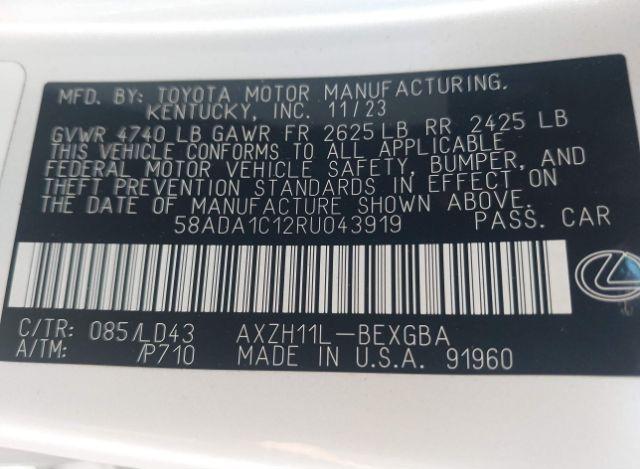 MFD. BY: TOYOTA MOTOR MANUFACTURING,
KENTUCKY, INC. 11/23
GVWR 4740 LB GAWR FR 2625 LB RR 2425 LB
THIS VEHICLE CONFORMS TO ALL APPLICABLE
FEDERAL MOTOR VEHICLE SAFETY, BUMPER, AND
THEFT PREVENTION STANDARDS IN EFFECT ON
THE DATE OF MANUFACTURE SHOWN ABOVE.
58ADA1C12RU043919 PASS. CAR
C/TR: 085/LD43 AXZH11L-BEXGBA
A/TM: /P710 MADE IN U.S.A. 91960